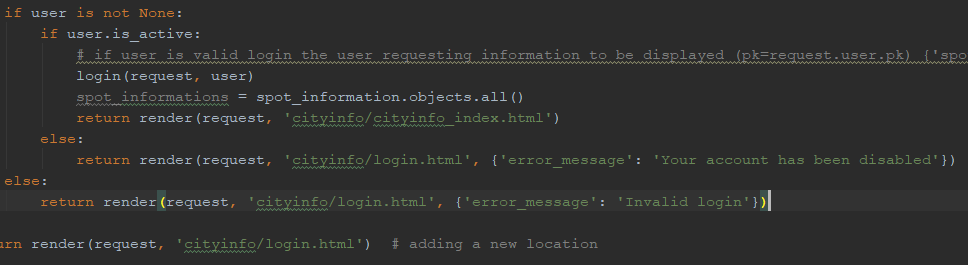 if user is not None:
if user.is_active:
# if user is valid login the user requesting information to be displayed (pk=request.user.pk) {'spo
login(request, user)
spot_informations = spot_information.objects.all()
return render(request, 'cityinfo/cityinfo_index.html')
else:
return render(request, 'cityinfo/login.html', {'error_message': 'Your account has been disabled'})
else:
return render(request, 'cityinfo/login.html', {'error_message': 'Invalid login'})
urn render(request, 'cityinfo/login.html')  # adding a new location